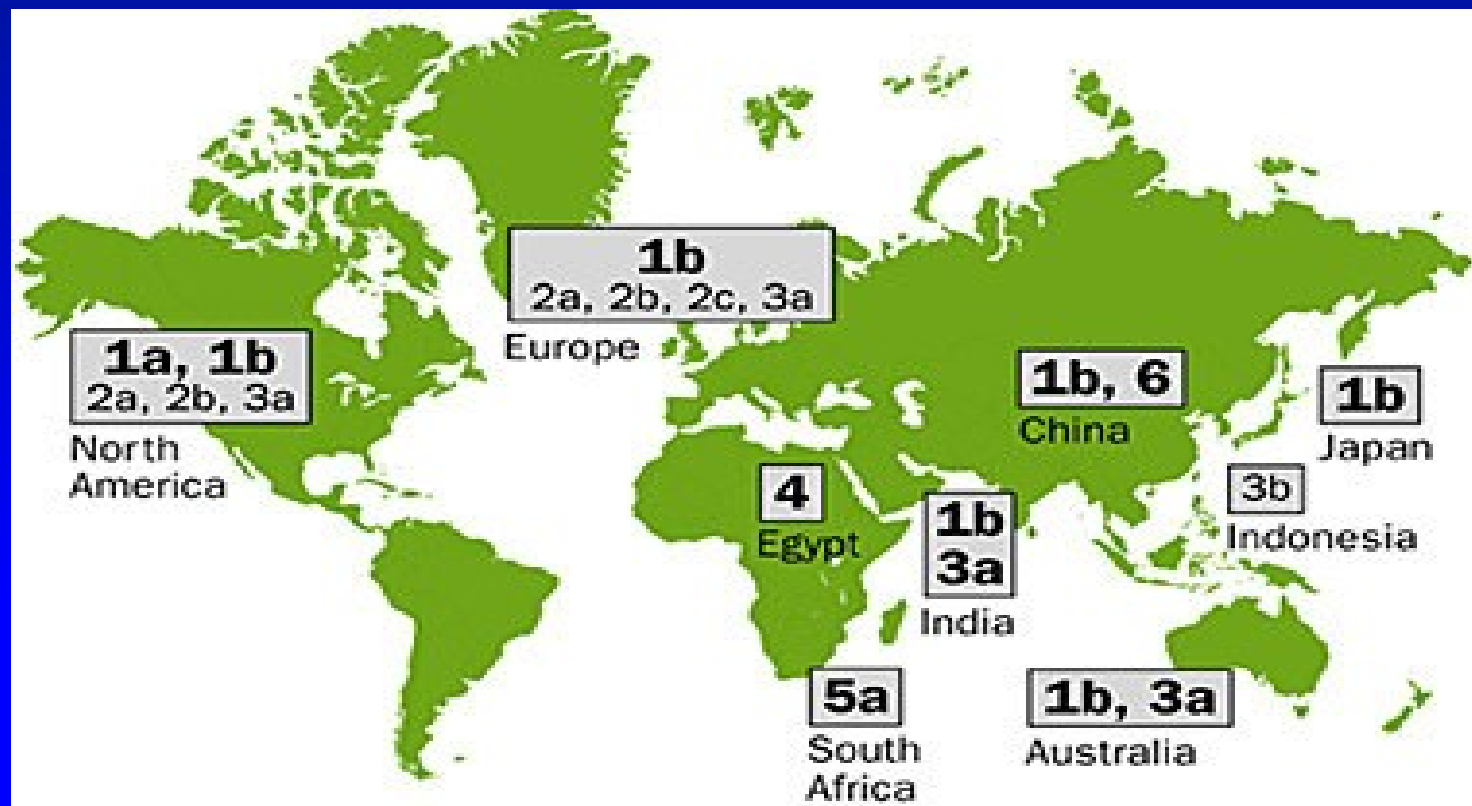 1b
2a, 2b, 2c, 3a
Europe
1a, 1b
2a, 2b, 3a
North
America
1b, 6
China
1b
Japan
4
Egypt
1b
3a
India
3b
Indonesia
5a
South
Africa
1b, 3a
Australia